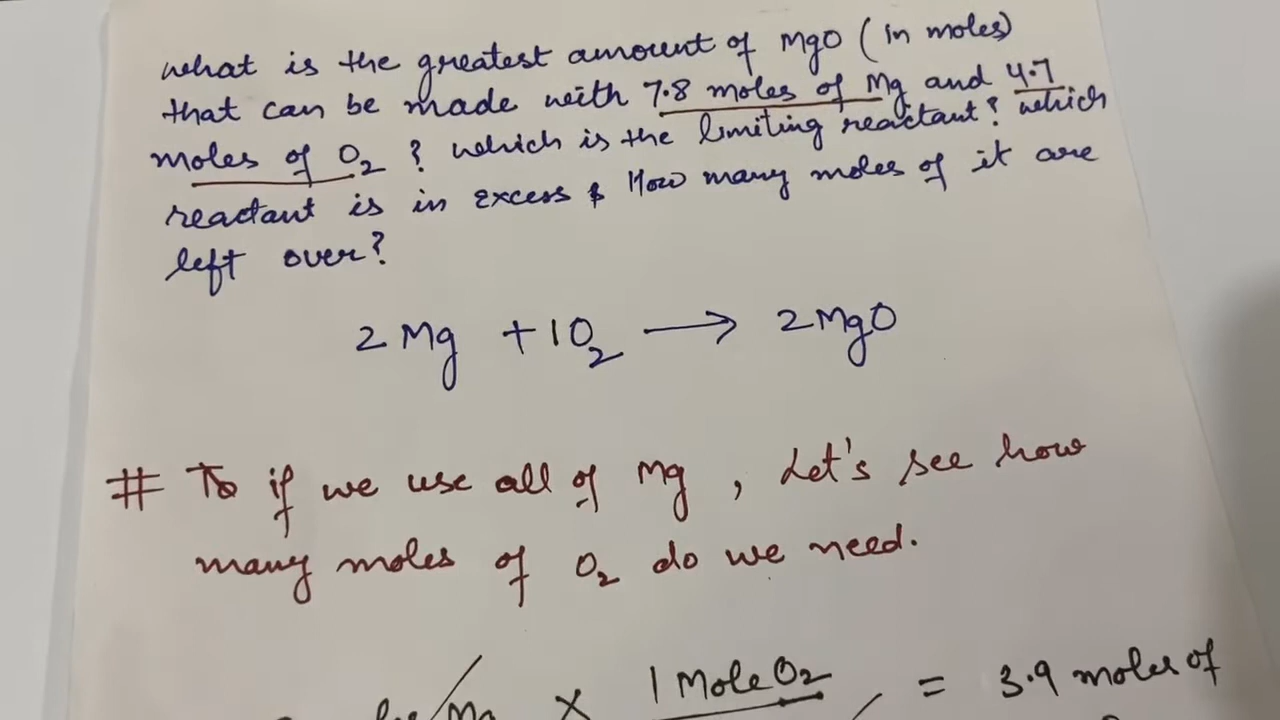 what is the greatest amount of MgO (in moles)
that can be made with 7.8 moles of Mg and 4.7
moles of O2 ? which is the limiting reactant? which
reactant is in excess & How many moles of it are
left over?
2 Mg + 1O2 → 2MgO
# To if we use all of Mg , Let's see how
many moles of O2 do we need.
Mg × 1 Mole O2 = 3.9 moles of